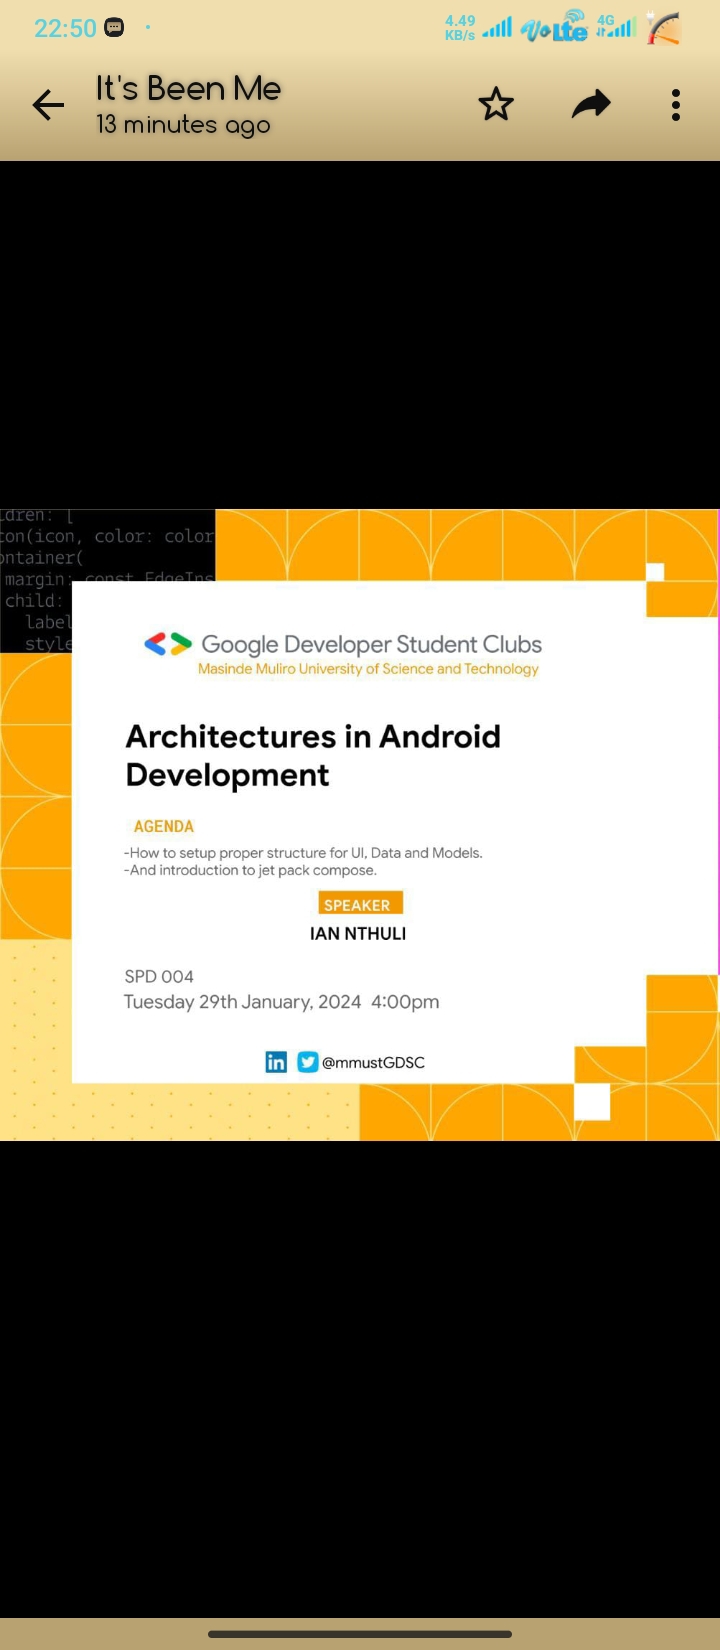 22:50
4.49
KB/s
VoLTE
4G
It's Been Me
13 minutes ago
ldren: [
ton(icon, color: color
ontainer(
margin: const EdgeIns
child:
label
style
Google Developer Student Clubs
Masinde Muliro University of Science and Technology
Architectures in Android
Development
AGENDA
-How to setup proper structure for UI, Data and Models.
-And introduction to jet pack compose.
SPEAKER
IAN NTHULI
SPD 004
Tuesday 29th January, 2024 4:00pm
in @mmustGDSC